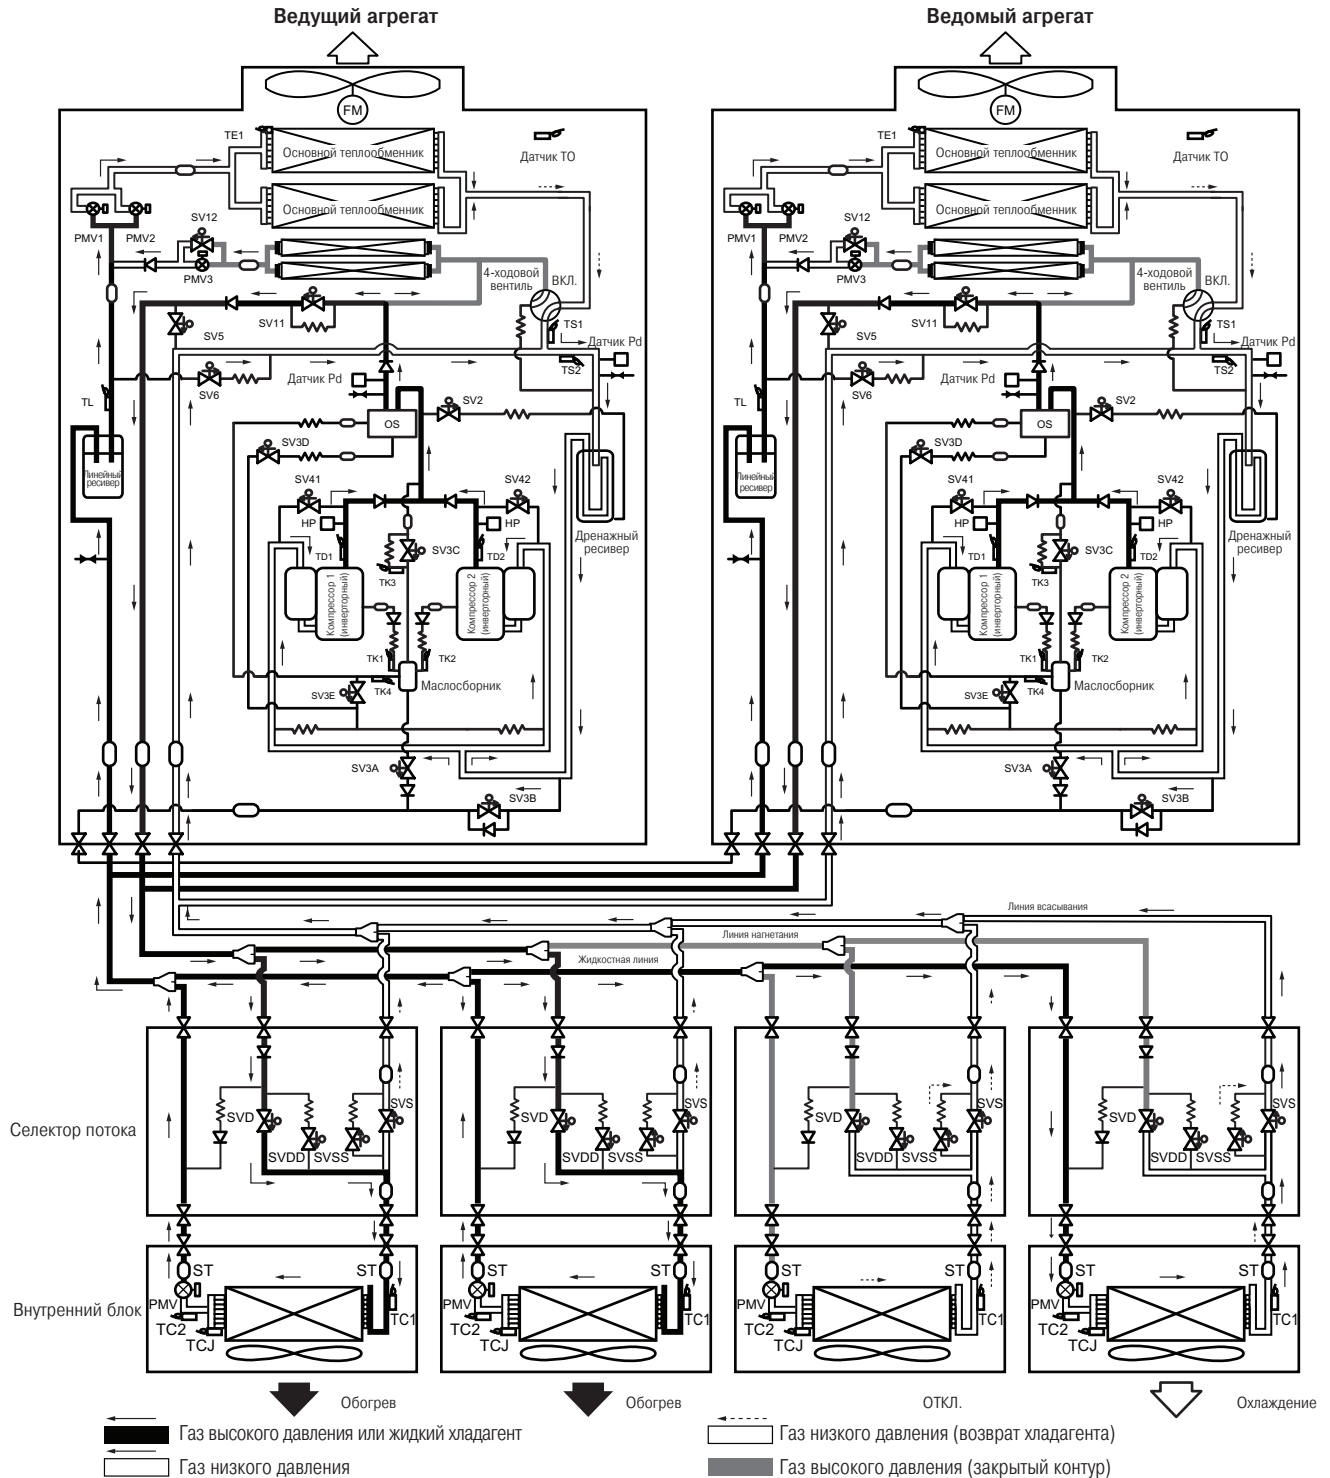 Ведущий агрегат
Ведомый агрегат
FM
TE1
Основной теплообменник
Датчик ТО
Основной теплообменник
SV12
PMV1
PMV2
PMV3
4-ходовой
вентиль
ВКЛ.
SV11
SV5
TS1
Датчик Pd
TS2
Датчик Pd
SV6
TL
SV2
OS
SV3D
Линейный
ресивер
SV41
SV42
HP
HP
Дренажный
ресивер
TD1
SV3C
TD2
TK3
Компрессор 1
(инверторный)
Компрессор 2
(инверторный)
TK1
TK2
TK4
Маслосборник
SV3E
SV3A
SV3B
FM
TE1
Основной теплообменник
Датчик ТО
Основной теплообменник
SV12
PMV1
PMV2
PMV3
4-ходовой
вентиль
ВКЛ.
SV11
SV5
TS1
Датчик Pd
TS2
Датчик Pd
SV6
TL
SV2
OS
SV3D
Линейный
ресивер
SV41
SV42
HP
HP
Дренажный
ресивер
TD1
SV3C
TD2
TK3
Компрессор 1
(инверторный)
Компрессор 2
(инверторный)
TK1
TK2
TK4
Маслосборник
SV3E
SV3A
SV3B
Линия всасывания
Линия нагнетания
Жидкостная линия
Селектор потока
SVD
SVS
SVDD
SVSS
SVD
SVS
SVDD
SVSS
SVD
SVS
SVDD
SVSS
SVD
SVS
SVDD
SVSS
Внутренний блок
ST
ST
PMV
TC2
TCJ
TC1
ST
ST
PMV
TC2
TCJ
TC1
ST
ST
PMV
TC2
TCJ
TC1
ST
ST
PMV
TC2
TCJ
TC1
Обогрев
Обогрев
ОТКЛ.
Охлаждение
Газ высокого давления или жидкий хладагент
Газ низкого давления (возврат хладагента)
Газ низкого давления
Газ высокого давления (закрытый контур)